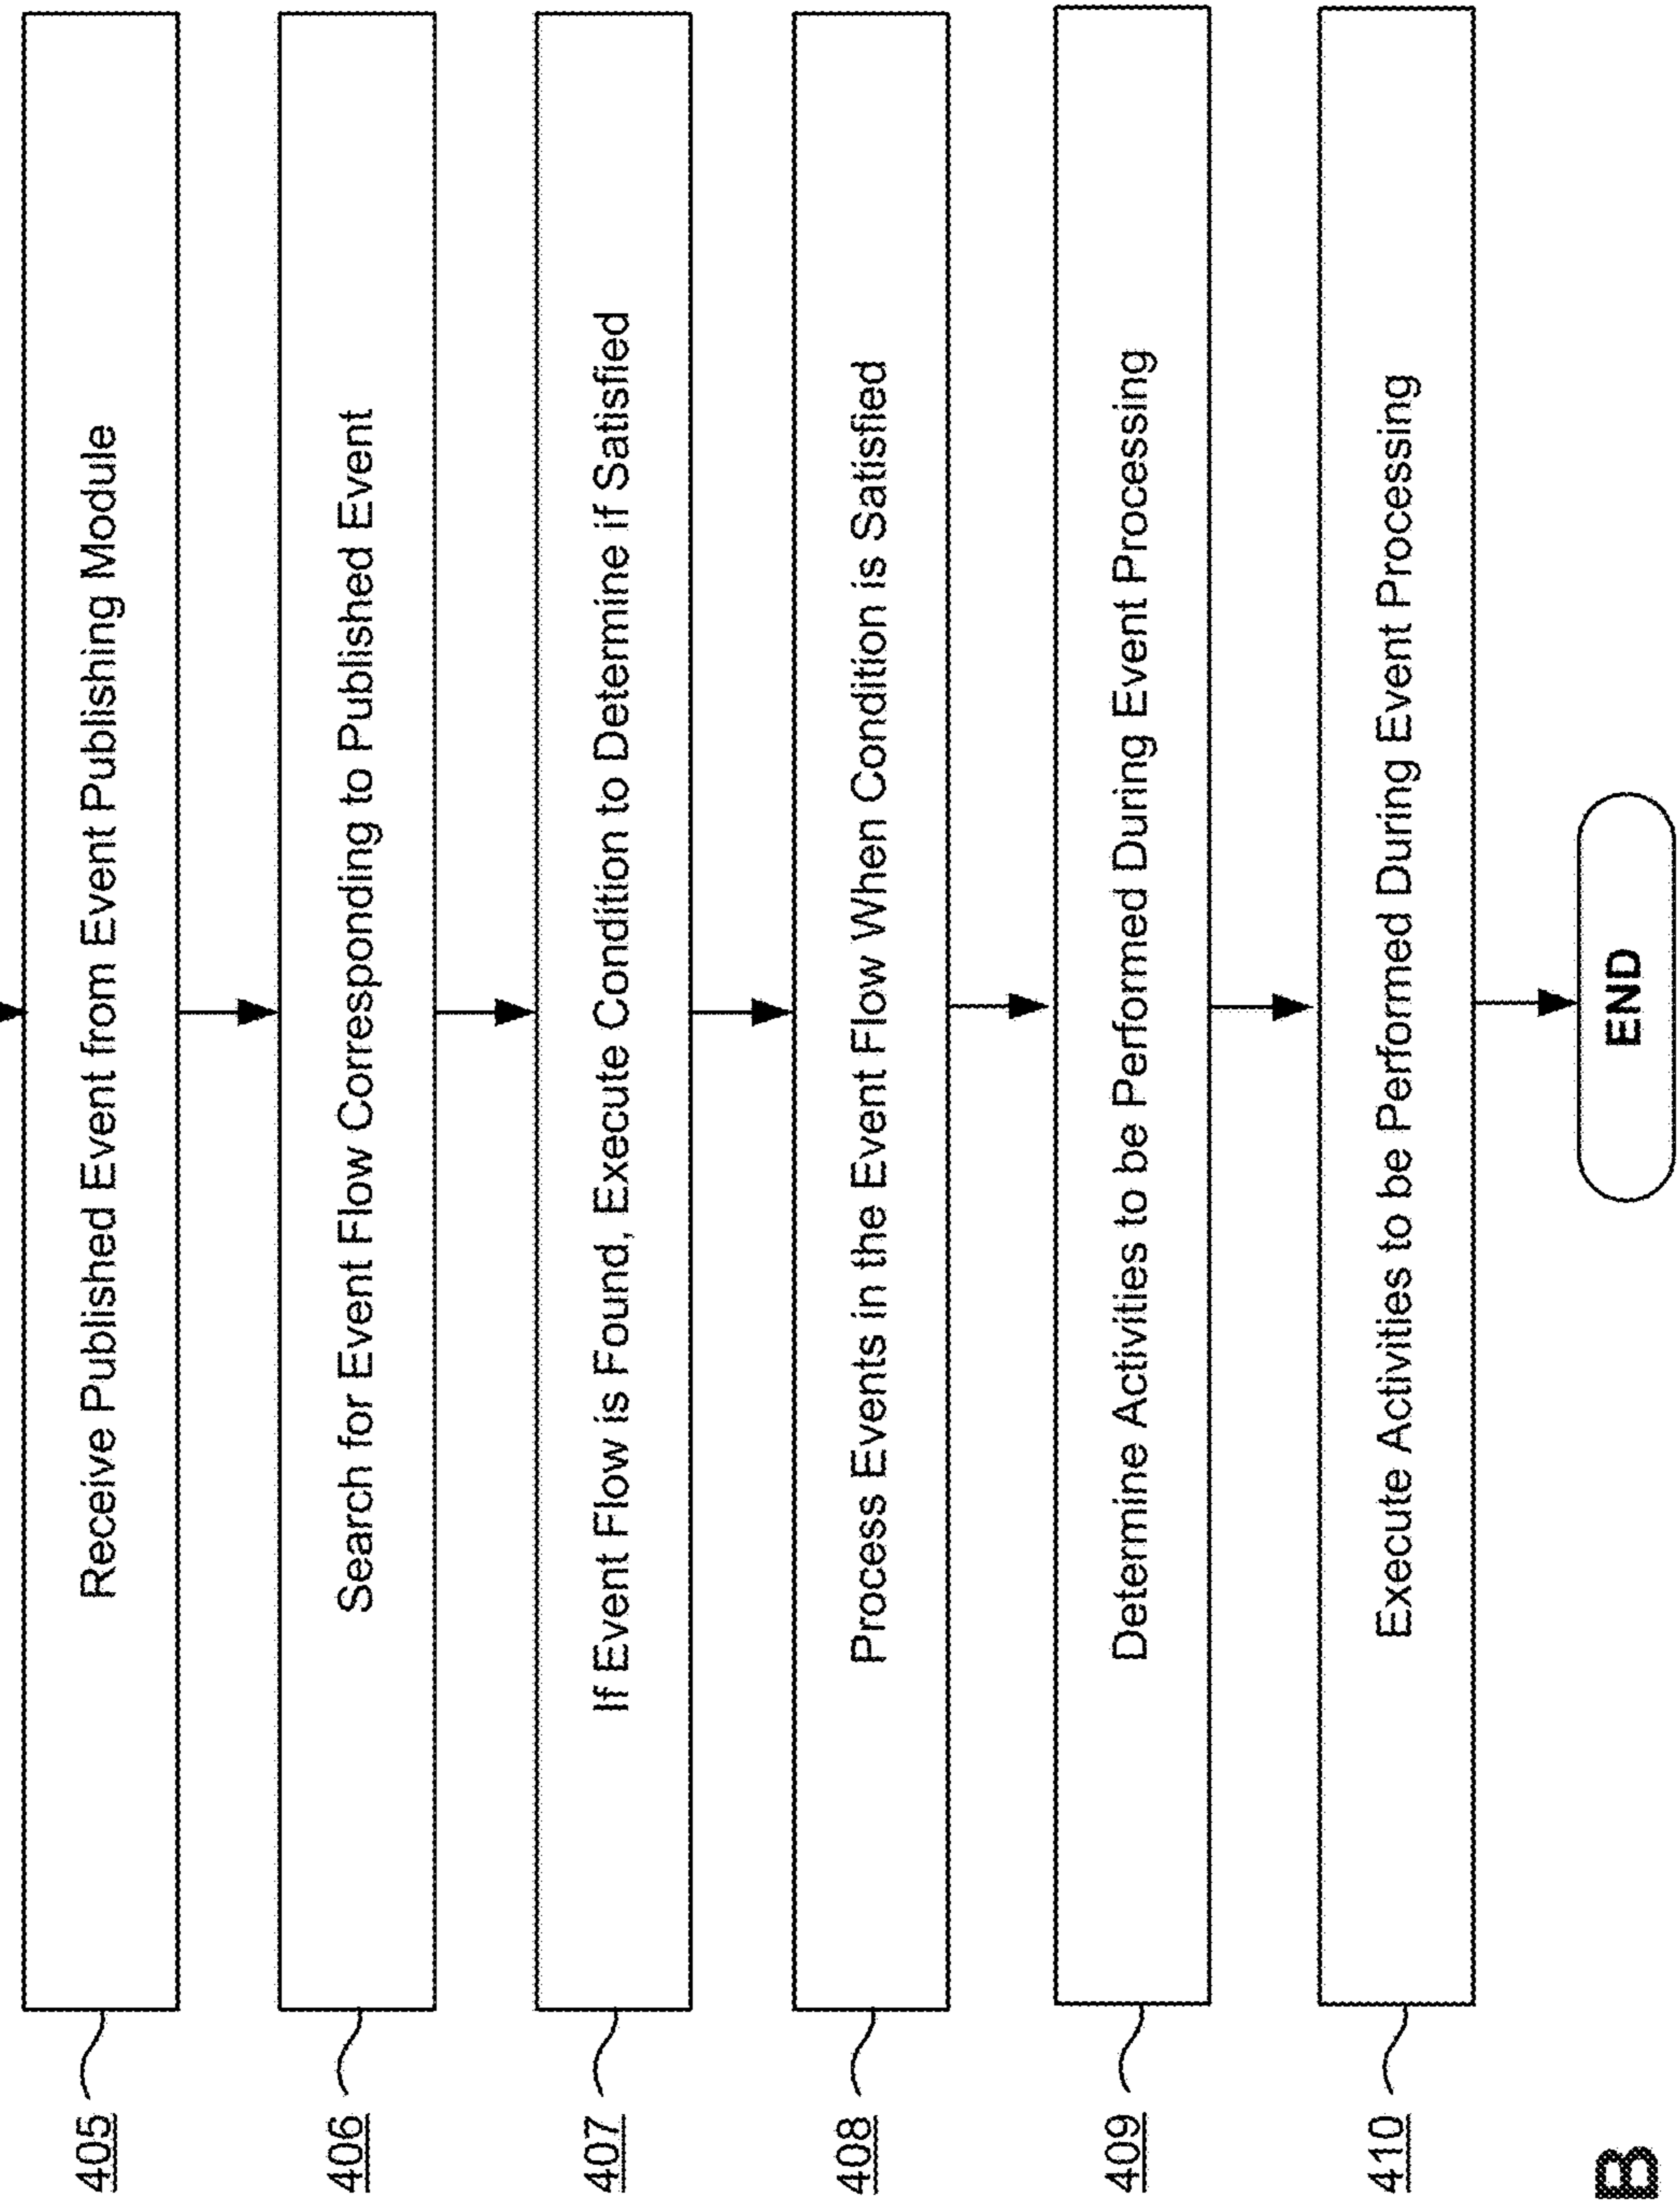 405
Receive Published Event from Event Publishing Module
406
Search for Event Flow Corresponding to Published Event
407
If Event Flow is Found, Execute Condition to Determine if Satisfied
408
Process Events in the Event Flow When Condition is Satisfied
409
Determine Activities to be Performed During Event Processing
410
Execute Activities to be Performed During Event Processing
END
B